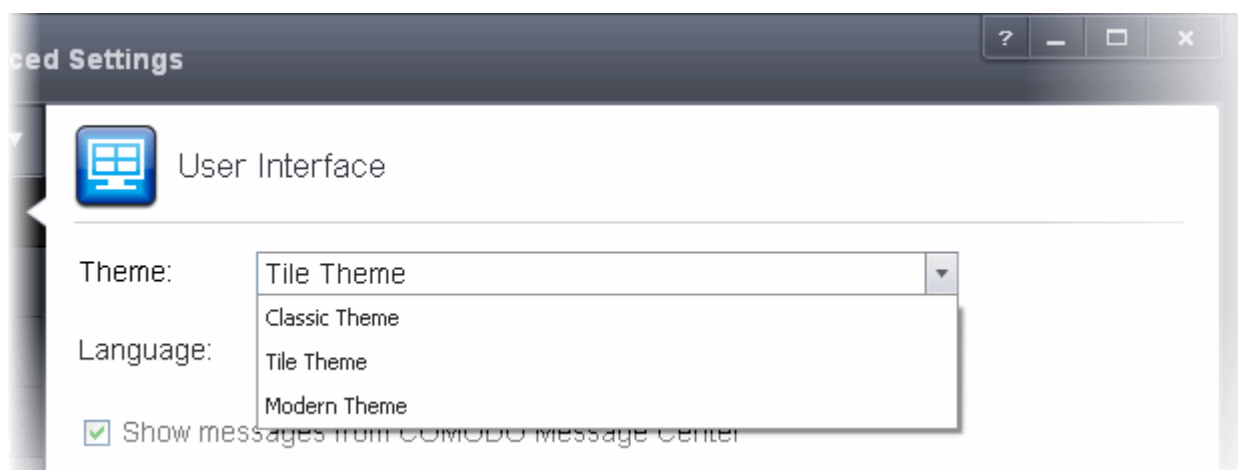 ced Settings
?
User Interface
Theme:
Tile Theme
Classic Theme
Language:
Tile Theme
Modern Theme
Show messages from COMODO Message Center